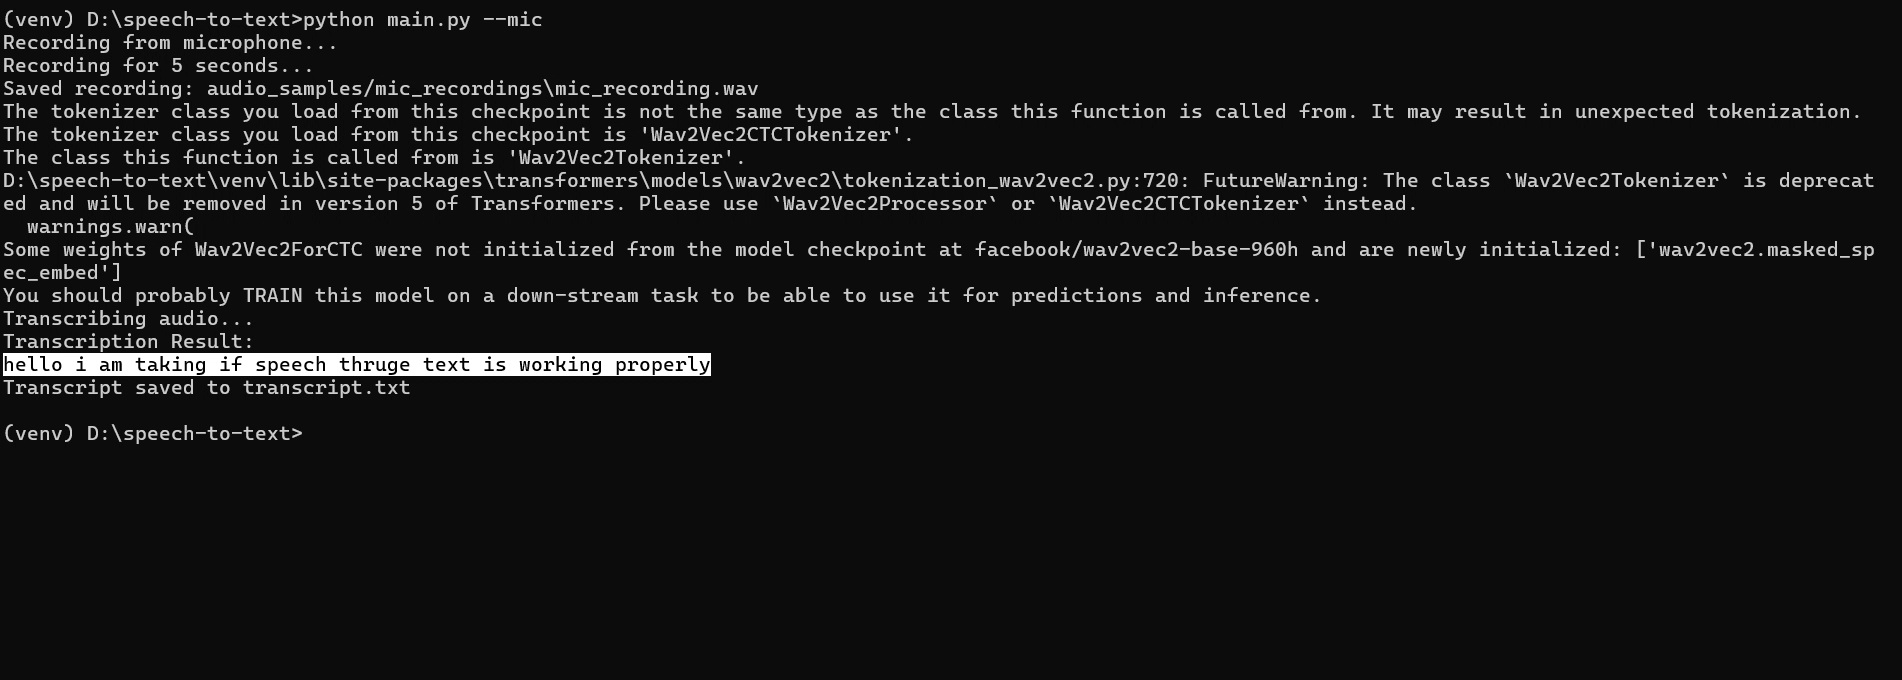 (venv) D:\speech-to-text>python main.py --mic
Recording from microphone...
Recording for 5 seconds...
Saved recording: audio_samples/mic_recordings\mic_recording.wav
The tokenizer class you load from this checkpoint is not the same type as the class this function is called from. It may result in unexpected tokenization.
The tokenizer class you load from this checkpoint is 'Wav2Vec2CTCTokenizer'.
The class this function is called from is 'Wav2Vec2Tokenizer'.
D:\speech-to-text\venv\lib\site-packages\transformers\models\wav2vec2\tokenization_wav2vec2.py:720: FutureWarning: The class `Wav2Vec2Tokenizer` is deprecat
ed and will be removed in version 5 of Transformers. Please use `Wav2Vec2Processor` or `Wav2Vec2CTCTokenizer` instead.
  warnings.warn(
Some weights of Wav2Vec2ForCTC were not initialized from the model checkpoint at facebook/wav2vec2-base-960h and are newly initialized: ['wav2vec2.masked_sp
ec_embed']
You should probably TRAIN this model on a down-stream task to be able to use it for predictions and inference.
Transcribing audio...
Transcription Result:
hello i am taking if speech thruge text is working properly
Transcript saved to transcript.txt
(venv) D:\speech-to-text>